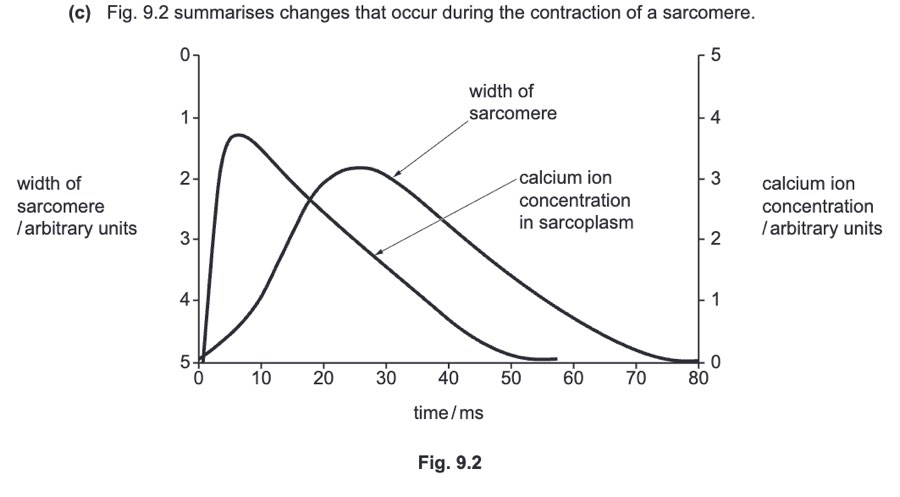 (c) Fig. 9.2 summarises changes that occur during the contraction of a sarcomere.
0
1
2
3
4
5
width of
sarcomere
/ arbitrary units
5
4
3
2
1
0
calcium ion
concentration
/ arbitrary units
width of
sarcomere
calcium ion
concentration
in sarcoplasm
0 10 20 30 40 50 60 70 80
time / ms
Fig. 9.2